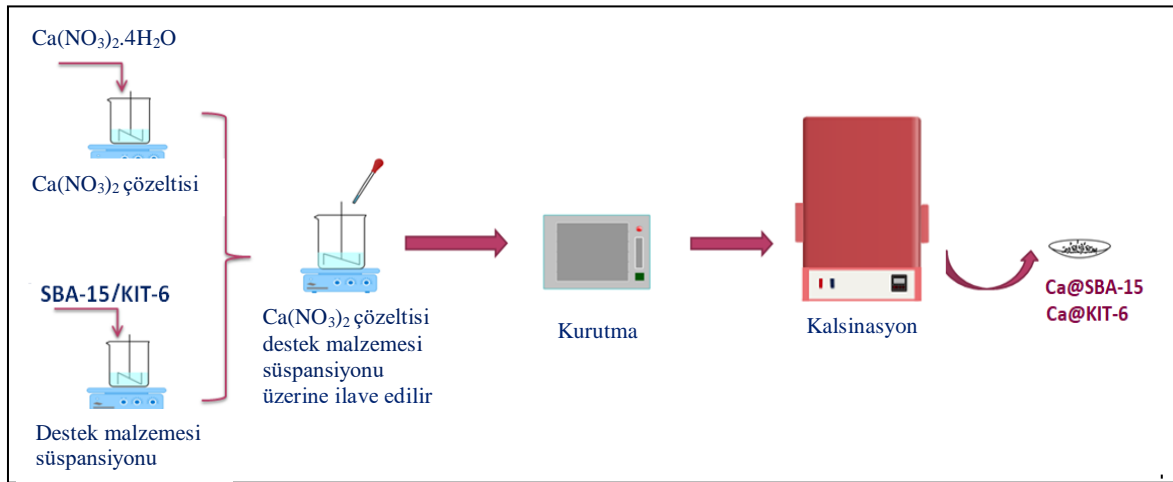 Ca(NO₃)₂.4H₂O
Ca(NO₃)₂ çözeltisi
SBA-15/KIT-6
Destek malzemesi
süspansiyonu
Ca(NO₃)₂ çözeltisi
destek malzemesi
süspansiyonu
üzerine ilave edilir
Kurutma
Kalsinasyon
Ca@SBA-15
Ca@KIT-6